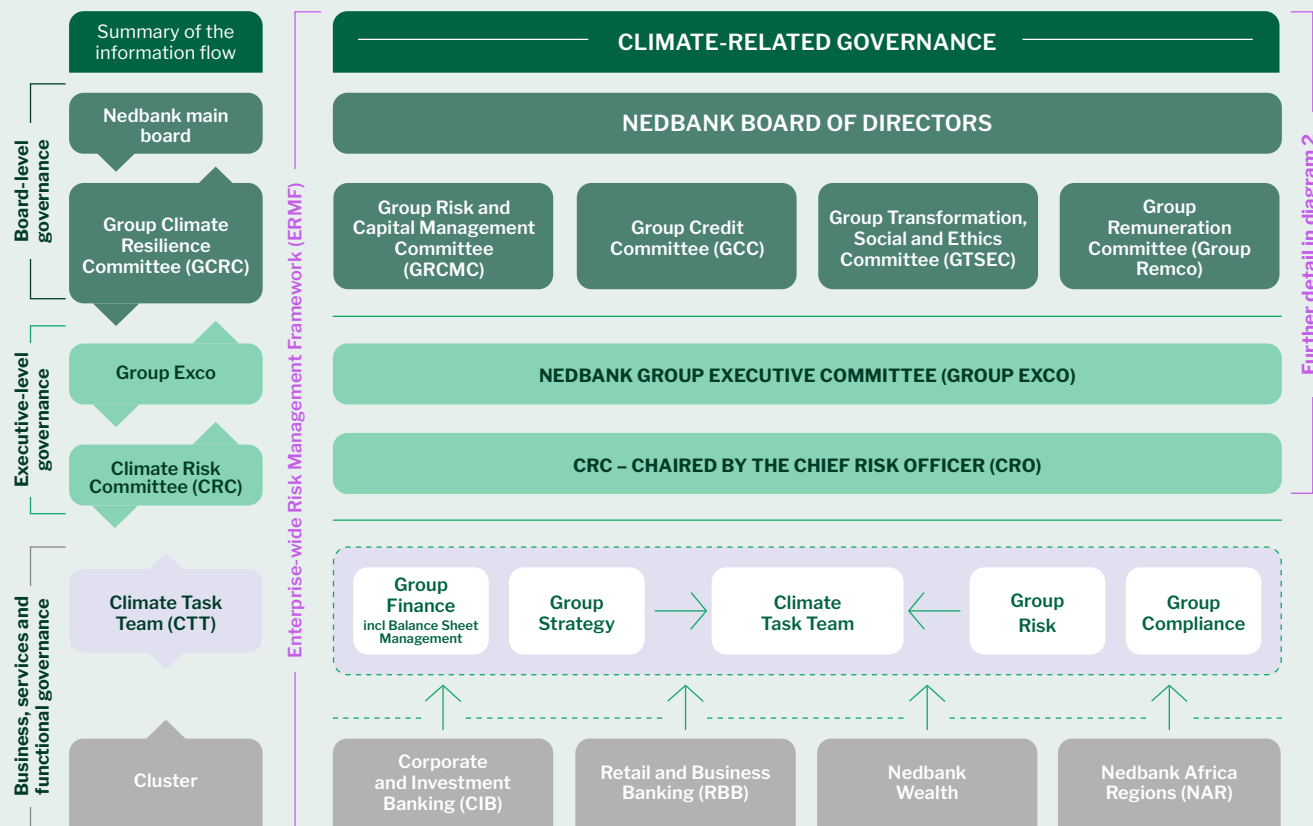 Summary of the
information flow
CLIMATE-RELATED GOVERNANCE
Board-level
governance
Nedbank main
board
NEDBANK BOARD OF DIRECTORS
Group Climate
Resilience
Committee (GCRC)
Enterprise-wide Risk Management Framework (ERMF)
Group Risk and
Capital Management
Committee
(GRCMC)
Group Credit
Committee (GCC)
Group Transformation,
Social and Ethics
Committee (GTSEC)
Group
Remuneration
Committee (Group
Remco)
Further detail in diagram 2
Executive-level
governance
Group Exco
NEDBANK GROUP EXECUTIVE COMMITTEE (GROUP EXCO)
Climate Risk
Committee (CRC)
CRC – CHAIRED BY THE CHIEF RISK OFFICER (CRO)
Business, services and
functional governance
Climate Task
Team (CTT)
Group
Finance
incl Balance Sheet
Management
Group
Strategy
Climate
Task Team
Group
Risk
Group
Compliance
Cluster
Corporate
and Investment
Banking (CIB)
Retail and Business
Banking (RBB)
Nedbank
Wealth
Nedbank Africa
Regions (NAR)